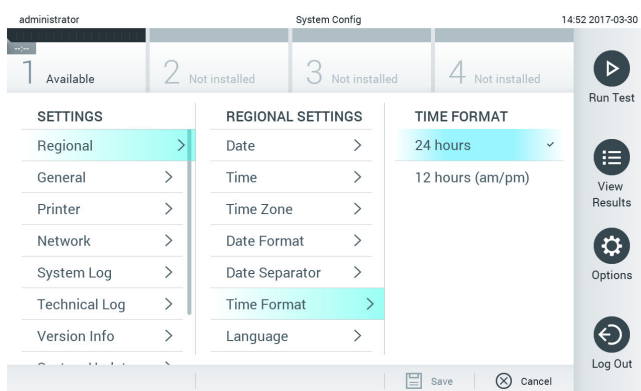 administrator System Config 14:52 2017-03-30
--:--
1 Available 2 Not installed 3 Not installed 4 Not installed
Run Test
SETTINGS REGIONAL SETTINGS TIME FORMAT
Regional > Date > 24 hours ✓
General > Time > 12 hours (am/pm)
View
Results
Printer > Time Zone >
Network > Date Format >
System Log > Date Separator >
Options
Technical Log > Time Format >
Version Info > Language >
Log Out
Save Cancel